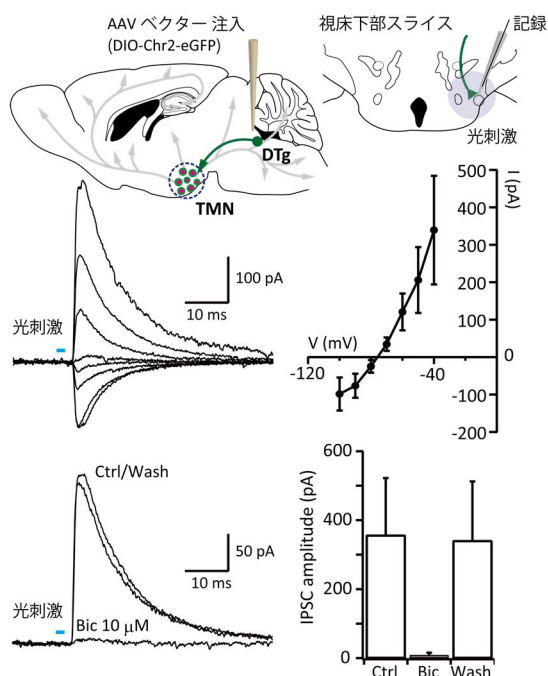 AAV ベクター 注入
(DIO-Chr2-eGFP)
視床下部スライス
記録
光刺激
DTg
TMN
100 pA
10 ms
光刺激
I (pA)
500
400
300
200
100
0
-100
-200
V (mV)
-120
-40
Ctrl/Wash
50 pA
10 ms
光刺激
Bic 10 μM
IPSC amplitude (pA)
600
400
200
0
Ctrl Bic Wash